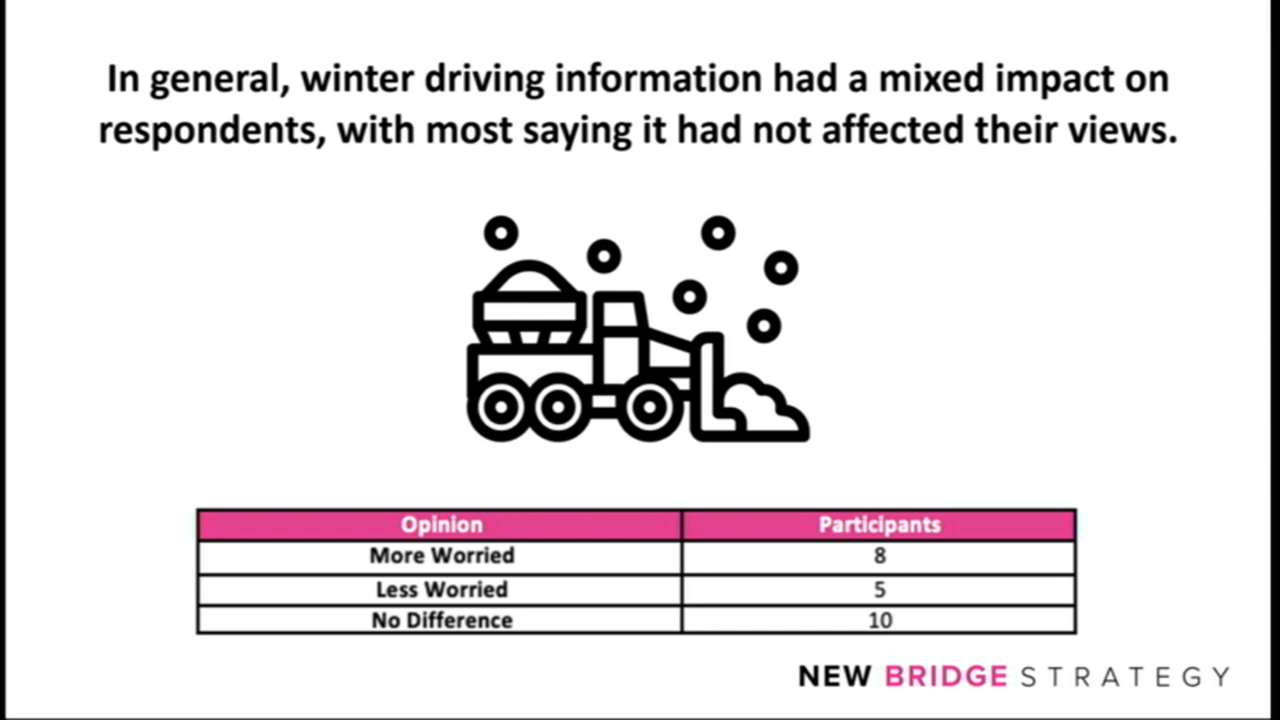 In general, winter driving information had a mixed impact on
respondents, with most saying it had not affected their views.
Opinion Participants
More Worried 8
Less Worried 5
No Difference 10
NEW BRIDGE STRATEGY